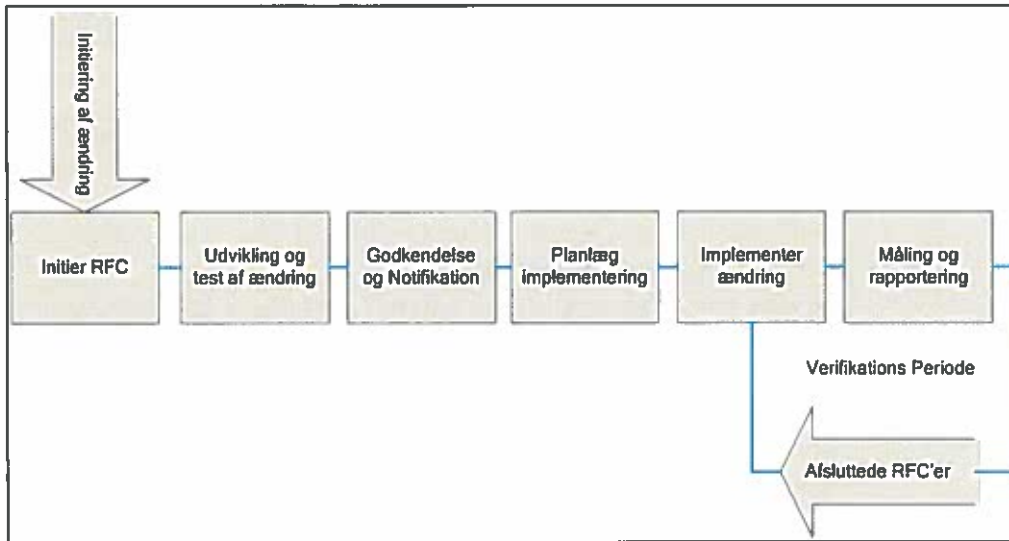 Initiering af ændring
Initier RFC
Udvikling og
test af ændring
Godkendelse
og Notifikation
Planlæg
implementering
Implementer
ændring
Måling og
rapportering
Verifikations Periode
Afsluttede RFC'er